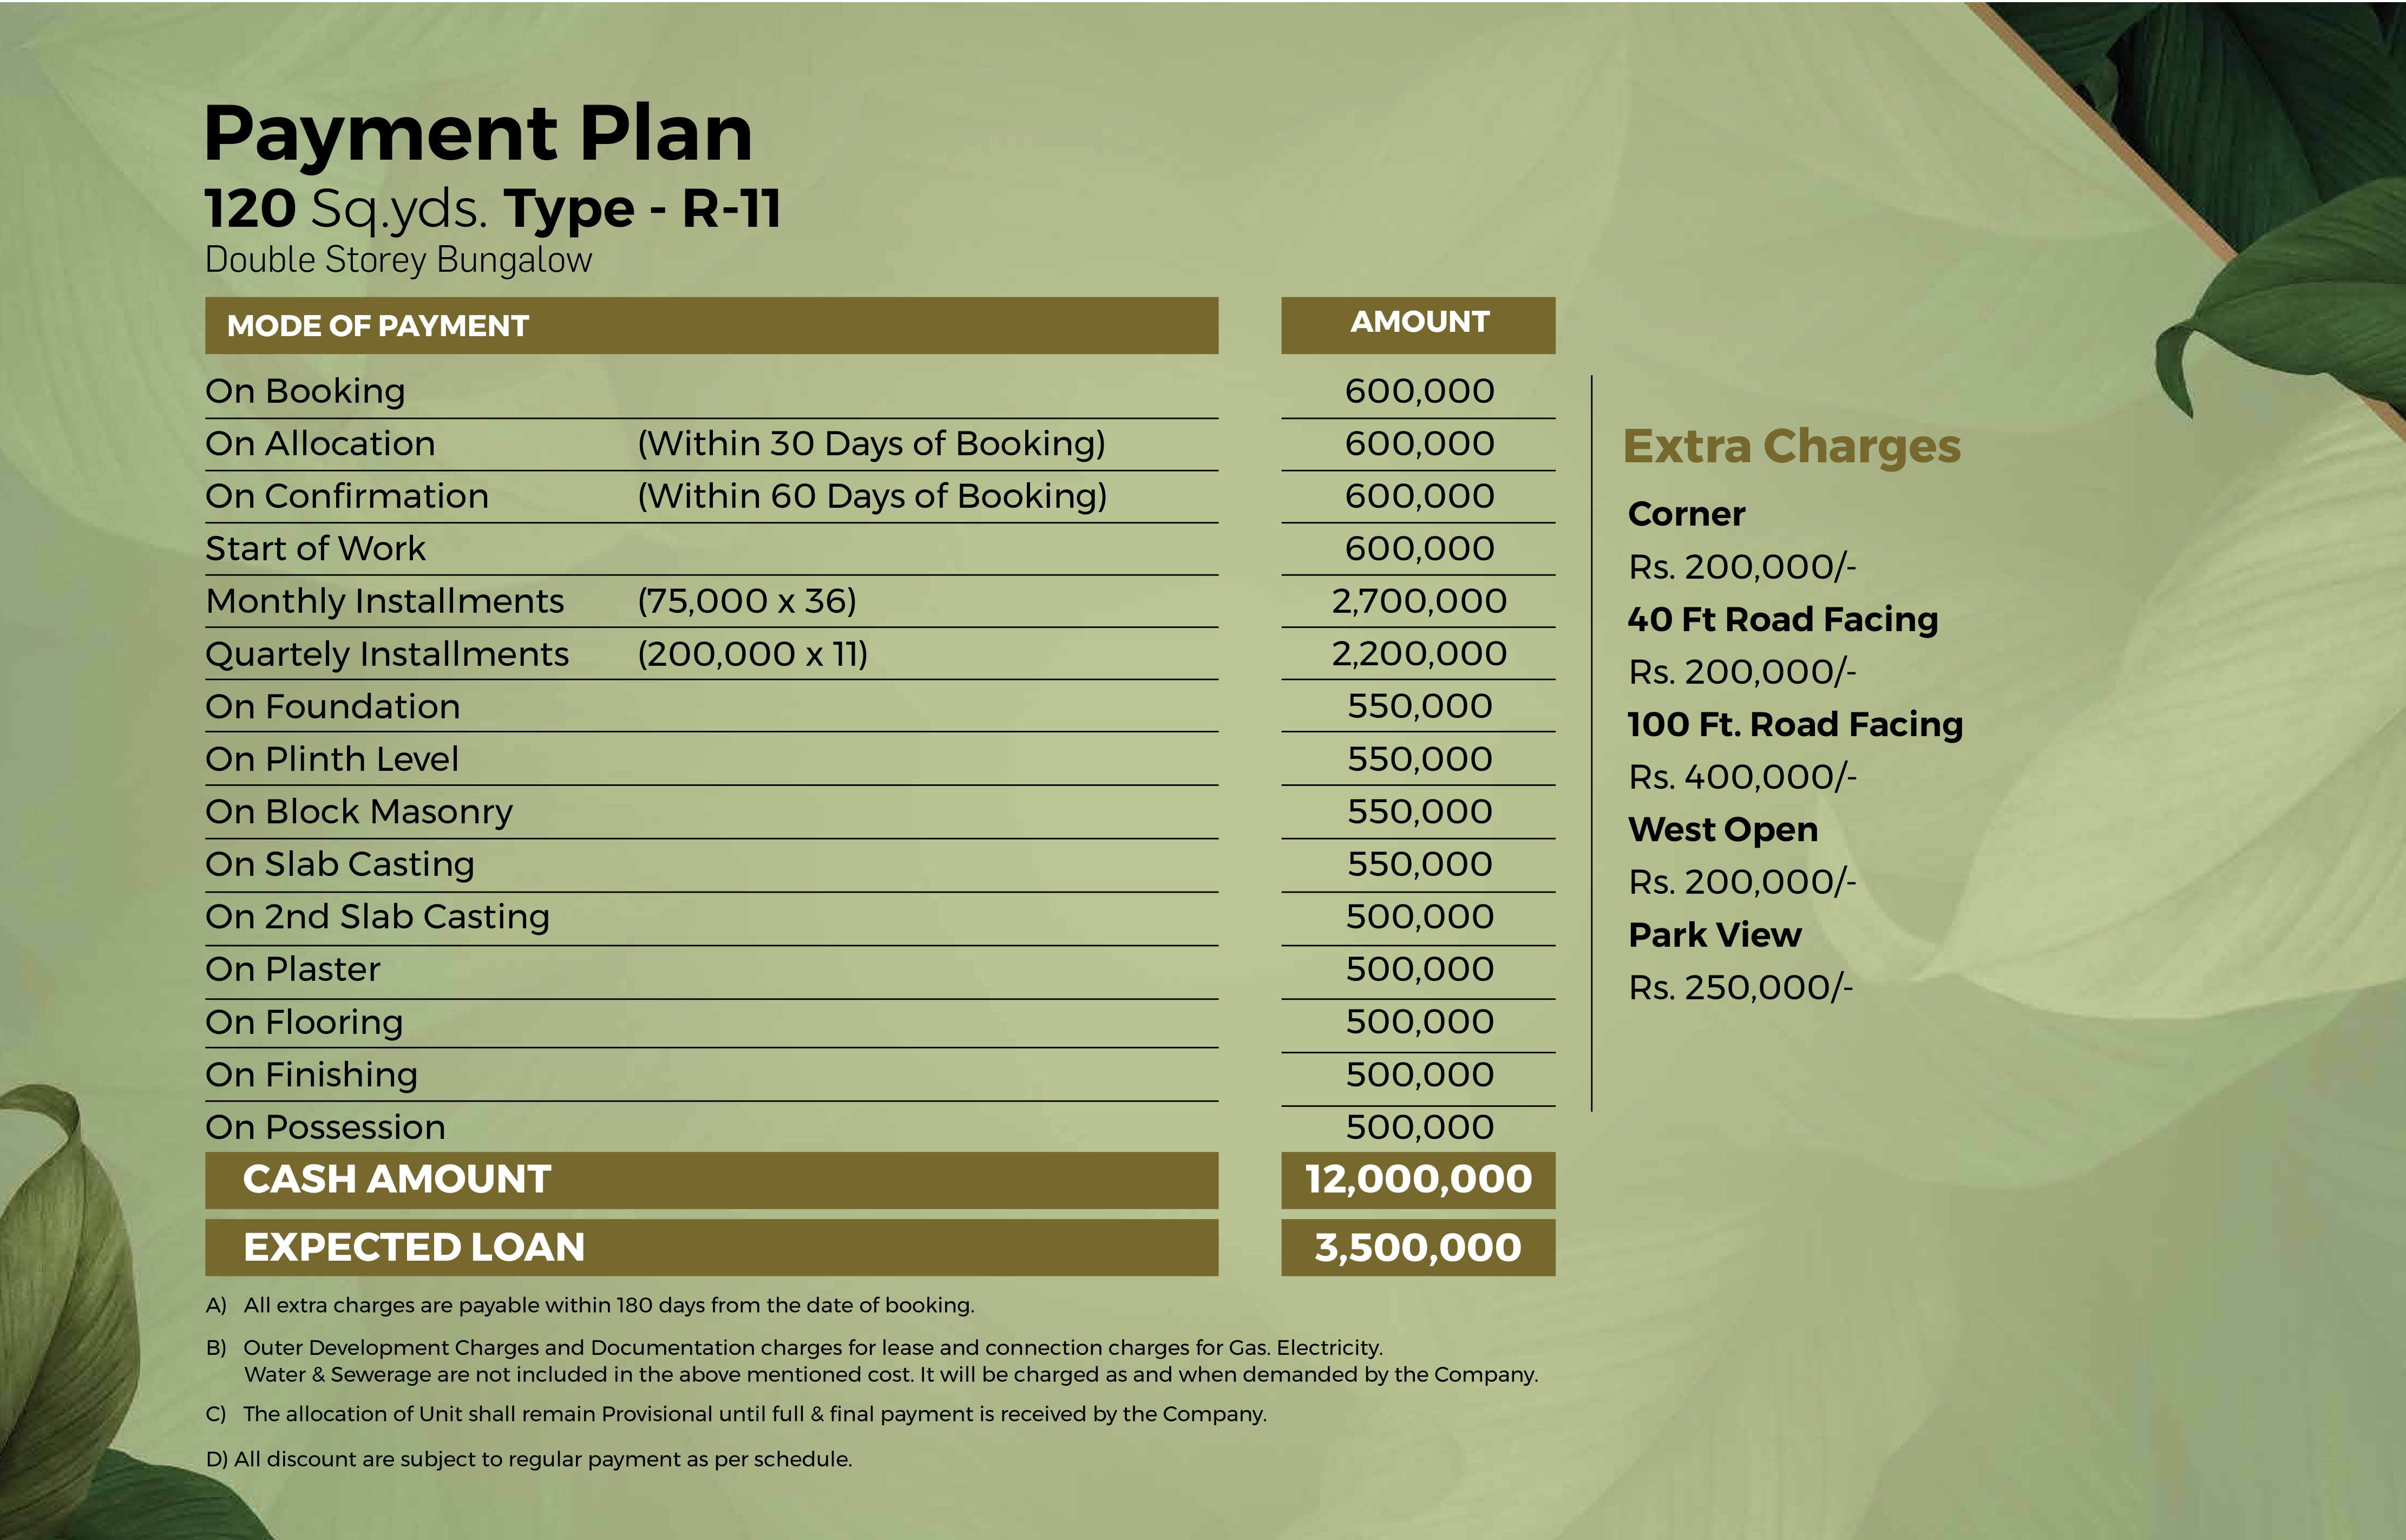 Payment Plan
120 Sq.yds. Type - R-11
Double Storey Bungalow
MODE OF PAYMENT AMOUNT
On Booking 600,000
On Allocation (Within 30 Days of Booking) 600,000
On Confirmation (Within 60 Days of Booking) 600,000
Start of Work 600,000
Monthly Installments (75,000 x 36) 2,700,000
Quartely Installments (200,000 x 11) 2,200,000
On Foundation 550,000
On Plinth Level 550,000
On Block Masonry 550,000
On Slab Casting 550,000
On 2nd Slab Casting 500,000
On Plaster 500,000
On Flooring 500,000
On Finishing 500,000
On Possession 500,000
CASH AMOUNT 12,000,000
EXPECTED LOAN 3,500,000
Extra Charges
Corner
Rs. 200,000/-
40 Ft Road Facing
Rs. 200,000/-
100 Ft. Road Facing
Rs. 400,000/-
West Open
Rs. 200,000/-
Park View
Rs. 250,000/-
A) All extra charges are payable within 180 days from the date of booking.
B) Outer Development Charges and Documentation charges for lease and connection charges for Gas. Electricity.
Water & Sewerage are not included in the above mentioned cost. It will be charged as and when demanded by the Company.
C) The allocation of Unit shall remain Provisional until full & final payment is received by the Company.
D) All discount are subject to regular payment as per schedule.